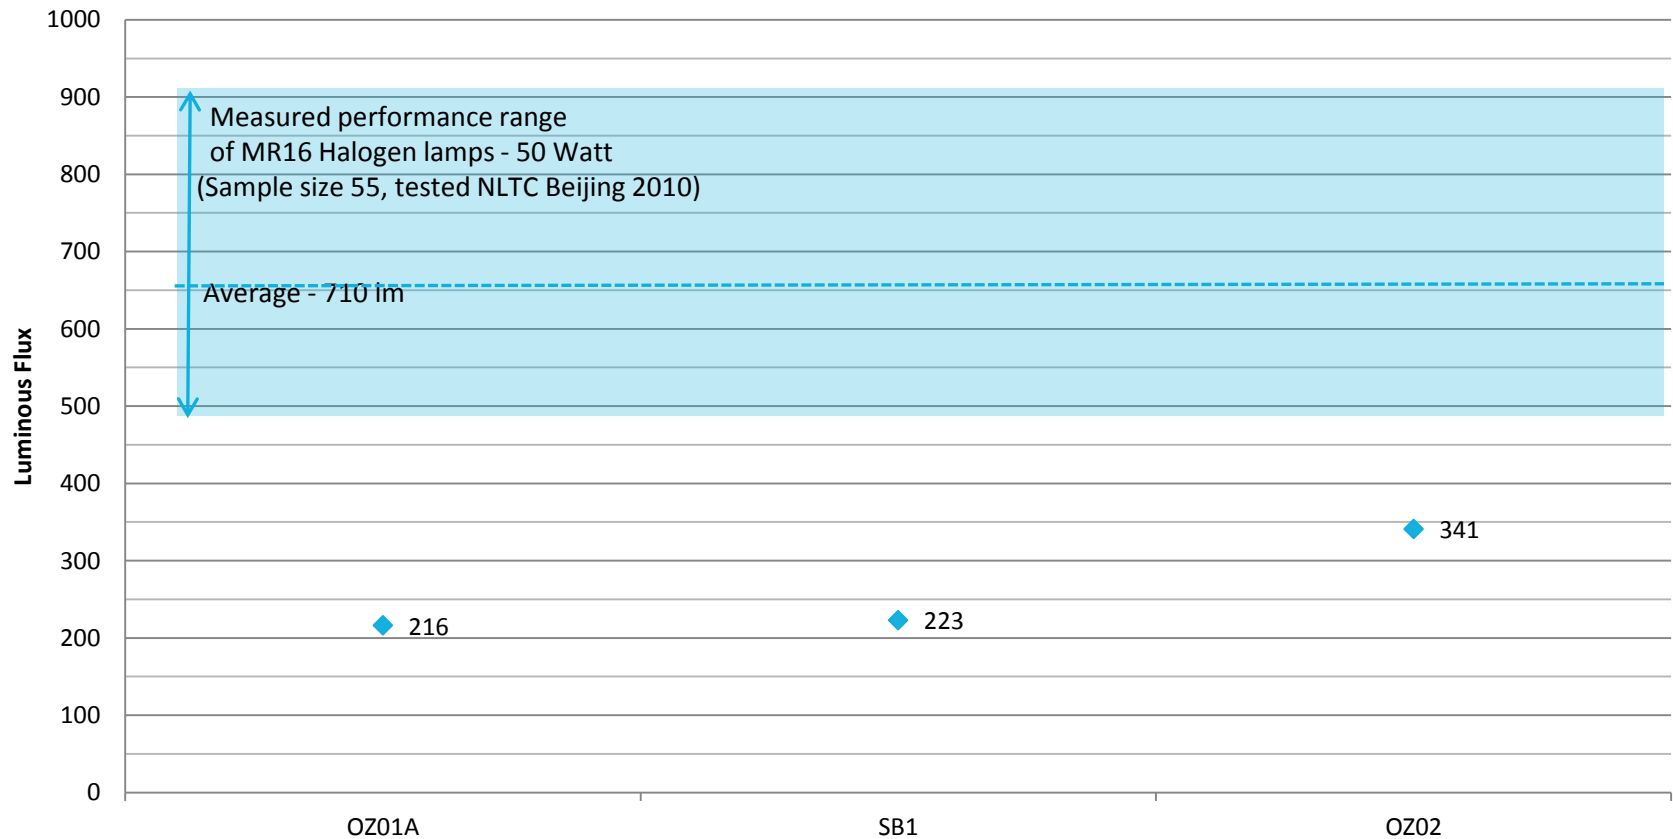 1000
900
800
700
600
500
400
300
200
100
0
Luminous Flux
Measured performance range
of MR16 Halogen lamps - 50 Watt
(Sample size 55, tested NLTC Beijing 2010)
Average - 710 lm
216
223
341
OZ01A
SB1
OZ02